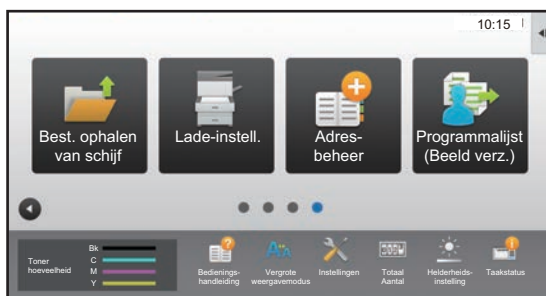 10:15
Best. ophalen
van schijf
Lade-instell.
Adres-
beheer
Programmalijst
(Beeld verz.)
Toner
hoeveelheid
Bk
C
M
Y
Bedienings-
handleiding
Vergrote
weergavemodus
Instellingen
Totaal
Aantal
Helderheids-
instelling
Taakstatus